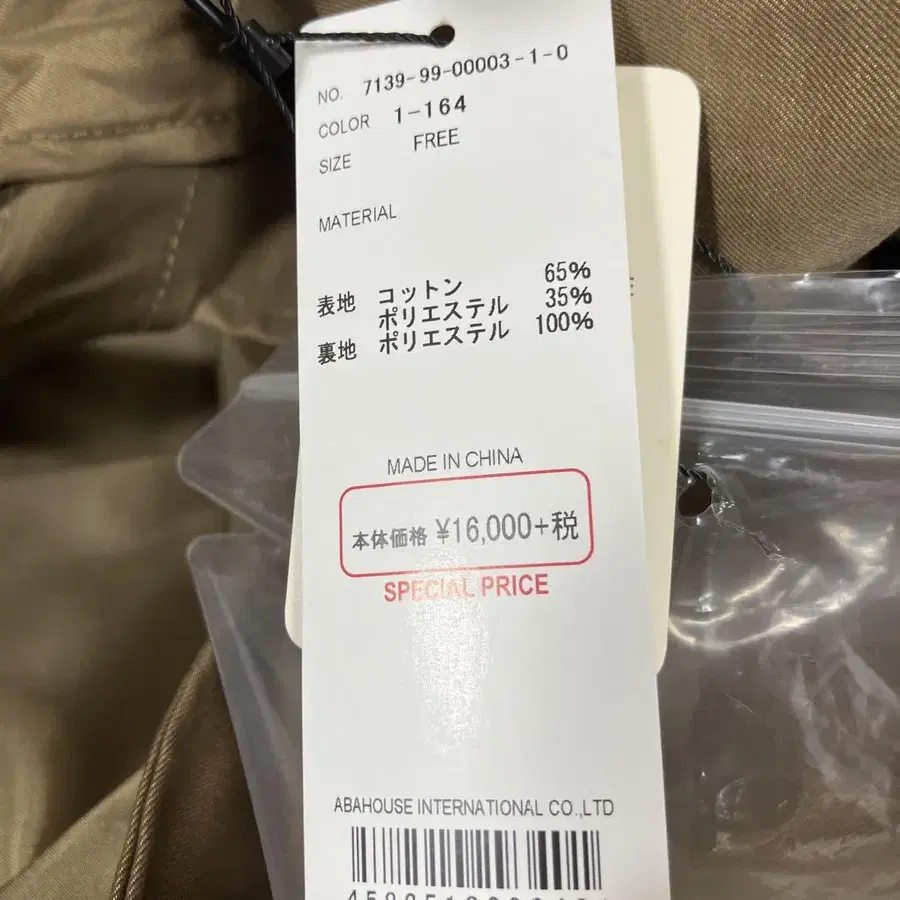 NO. 7139-99-00003-1-0
COLOR 1-164
SIZE FREE
MATERIAL
表地 コットン 65%
ポリエステル 35%
裏地 ポリエステル 100%
MADE IN CHINA
本体価格 ¥16,000+税
SPECIAL PRICE
ABAHOUSE INTERNATIONAL CO.,LTD